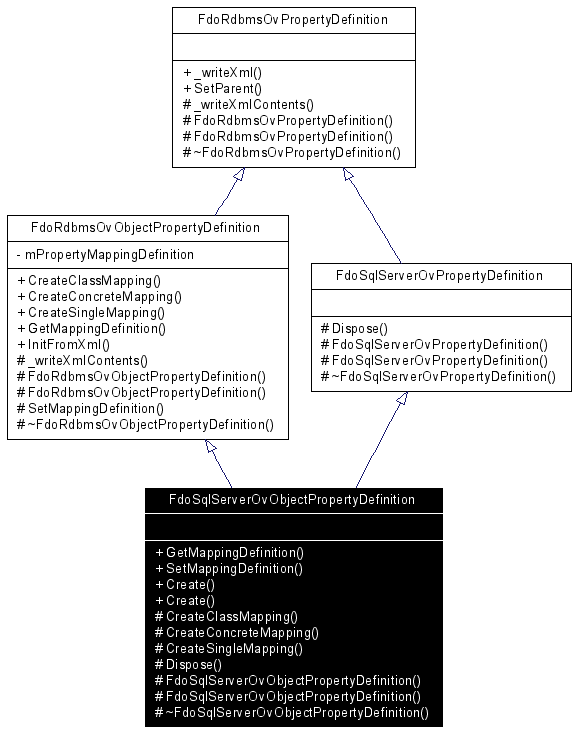 FdoRdbmsOvPropertyDefinition
+ _writeXml()
+ SetParent()
# _writeXmlContents()
# FdoRdbmsOvPropertyDefinition()
# FdoRdbmsOvPropertyDefinition()
# ~FdoRdbmsOvPropertyDefinition()
FdoRdbmsOvObjectPropertyDefinition
- mPropertyMappingDefinition
+ CreateClassMapping()
+ CreateConcreteMapping()
+ CreateSingleMapping()
+ GetMappingDefinition()
+ InitFromXml()
# _writeXmlContents()
# FdoRdbmsOvObjectPropertyDefinition()
# FdoRdbmsOvObjectPropertyDefinition()
# SetMappingDefinition()
# ~FdoRdbmsOvObjectPropertyDefinition()
FdoSqlServerOvPropertyDefinition
# Dispose()
# FdoSqlServerOvPropertyDefinition()
# FdoSqlServerOvPropertyDefinition()
# ~FdoSqlServerOvPropertyDefinition()
FdoSqlServerOvObjectPropertyDefinition
+ GetMappingDefinition()
+ SetMappingDefinition()
+ Create()
+ Create()
# CreateClassMapping()
# CreateConcreteMapping()
# CreateSingleMapping()
# Dispose()
# FdoSqlServerOvObjectPropertyDefinition()
# FdoSqlServerOvObjectPropertyDefinition()
# ~FdoSqlServerOvObjectPropertyDefinition()